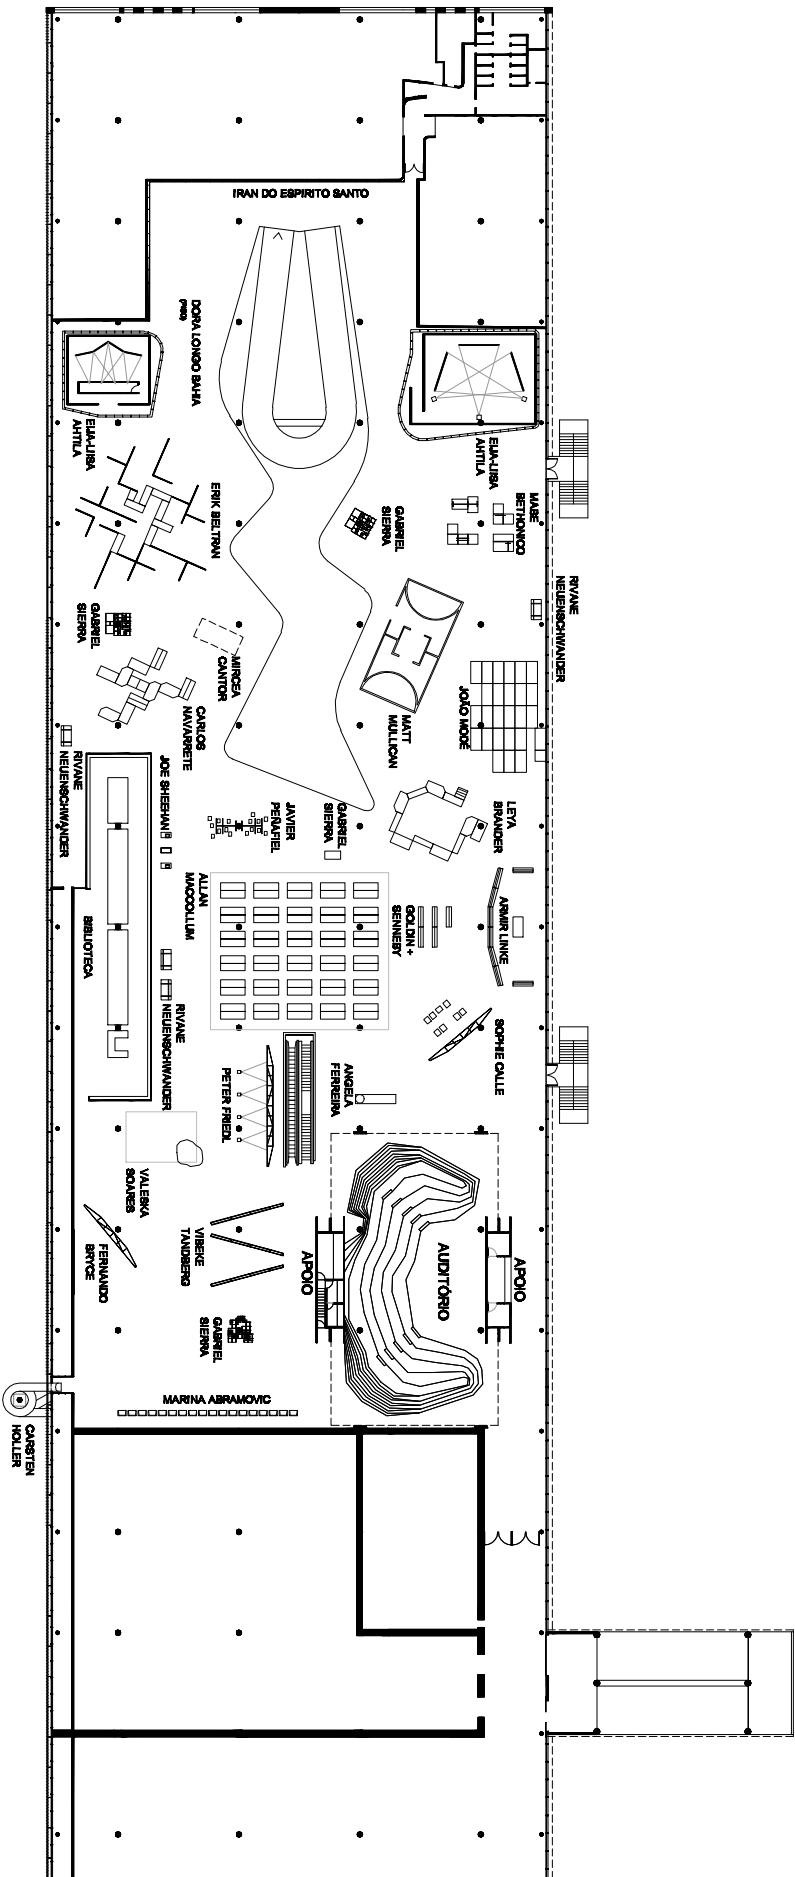 IRAN DO ESPIRITO SANTO
DORA LONGO BAHIA
(PISO)
EIJA-LIISA
AHTILA
EIJA-LIISA
AHTILA
ERIK BELTRAN
GABRIEL
SIERRA
MABE
BETHONICO
RIVANE
NEUENSCHWANDER
GABRIEL
SIERRA
MIRCEA
CANTOR
CARLOS
NAVARRETE
MATT
MULLICAN
JOÃO MODÉ
RIVANE
NEUENSCHWANDER
JOE SHEEHAN
JAVIER
PEÑAFIEL
GABRIEL
SIERRA
LEYA
BRANDER
ALLAN
MACCOLLUM
GOLDIN +
SENNEBY
ARMIR LINKE
BIBLIOTECA
RIVANE
NEUENSCHWANDER
SOPHIE CALLE
PETER FRIEDL
ANGELA
FERREIRA
VALESKA
SOARES
FERNANDO
BRYCE
VIBEKE
TANDBERG
APOIO
AUDITÓRIO
APOIO
GABRIEL
SIERRA
MARINA ABRAMOVIC
CARSTEN
HOLLER